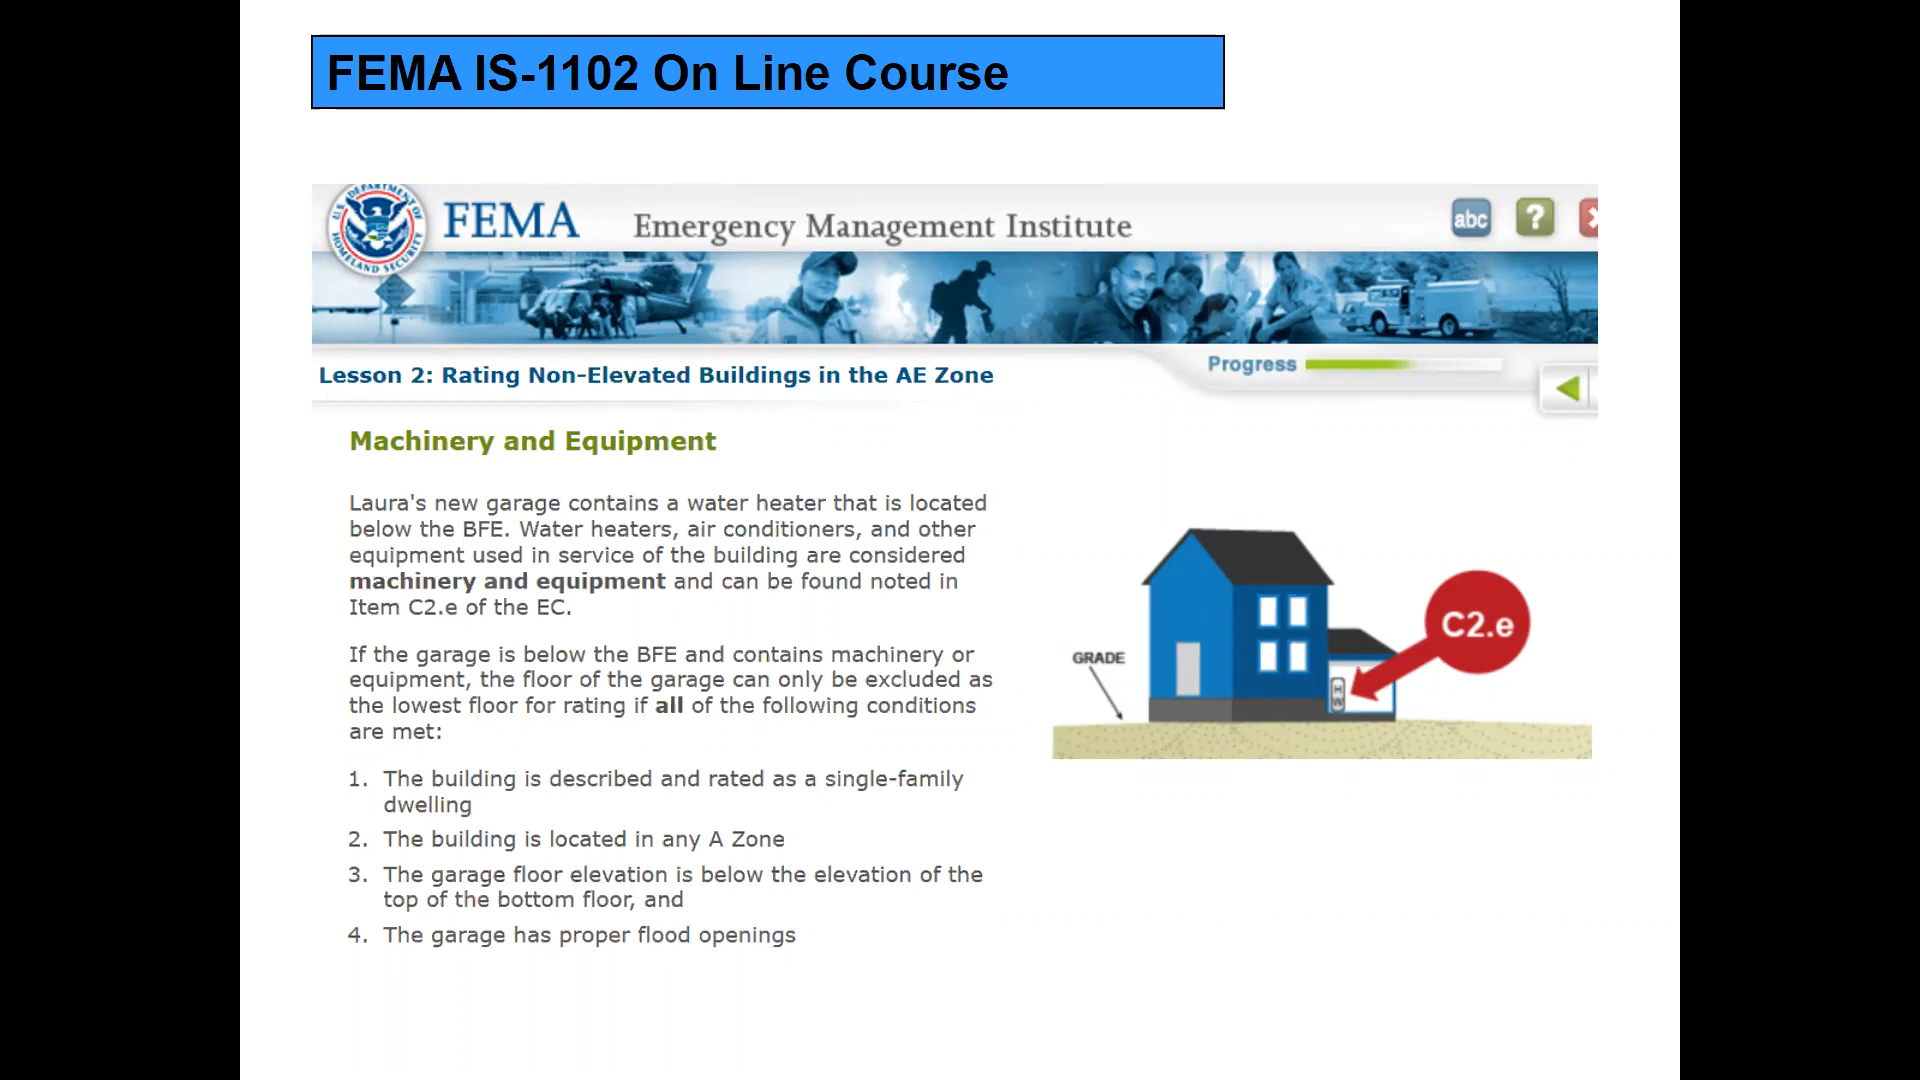 FEMA IS-1102 On Line Course
U.S. DEPARTMENT OF
HOMELAND SECURITY
FEMA
Emergency Management Institute
abc
?
Lesson 2: Rating Non-Elevated Buildings in the AE Zone
Progress
Machinery and Equipment
Laura's new garage contains a water heater that is located
below the BFE. Water heaters, air conditioners, and other
equipment used in service of the building are considered
machinery and equipment and can be found noted in
Item C2.e of the EC.
If the garage is below the BFE and contains machinery or
equipment, the floor of the garage can only be excluded as
the lowest floor for rating if all of the following conditions
are met:
1. The building is described and rated as a single-family
dwelling
2. The building is located in any A Zone
3. The garage floor elevation is below the elevation of the
top of the bottom floor, and
4. The garage has proper flood openings
C2.e
GRADE
HW